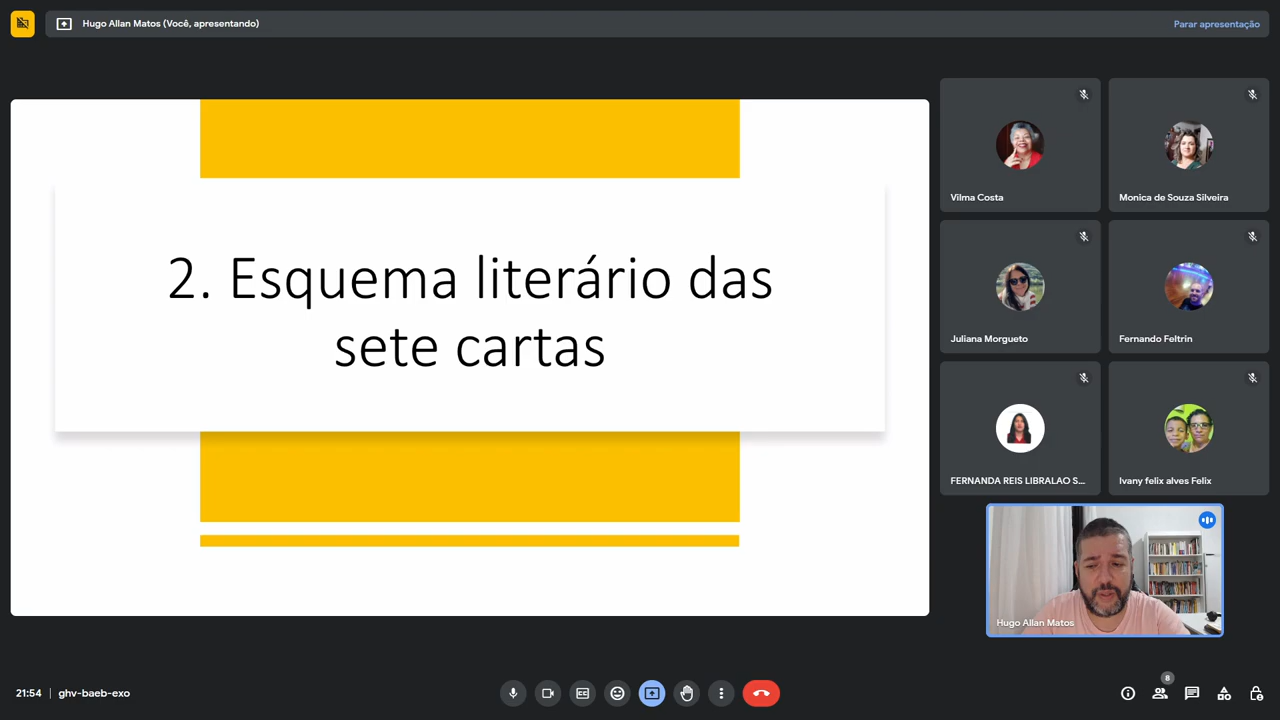 Hugo Allan Matos (Você, apresentando)
Parar apresentação
2. Esquema literário das
sete cartas
Vilma Costa
Monica de Souza Silveira
Juliana Morgueto
Fernando Feltrin
FERNANDA REIS LIBRALAO S...
Ivany felix alves Felix
Hugo Allan Matos
21:54 | ghv-baeb-exo
8